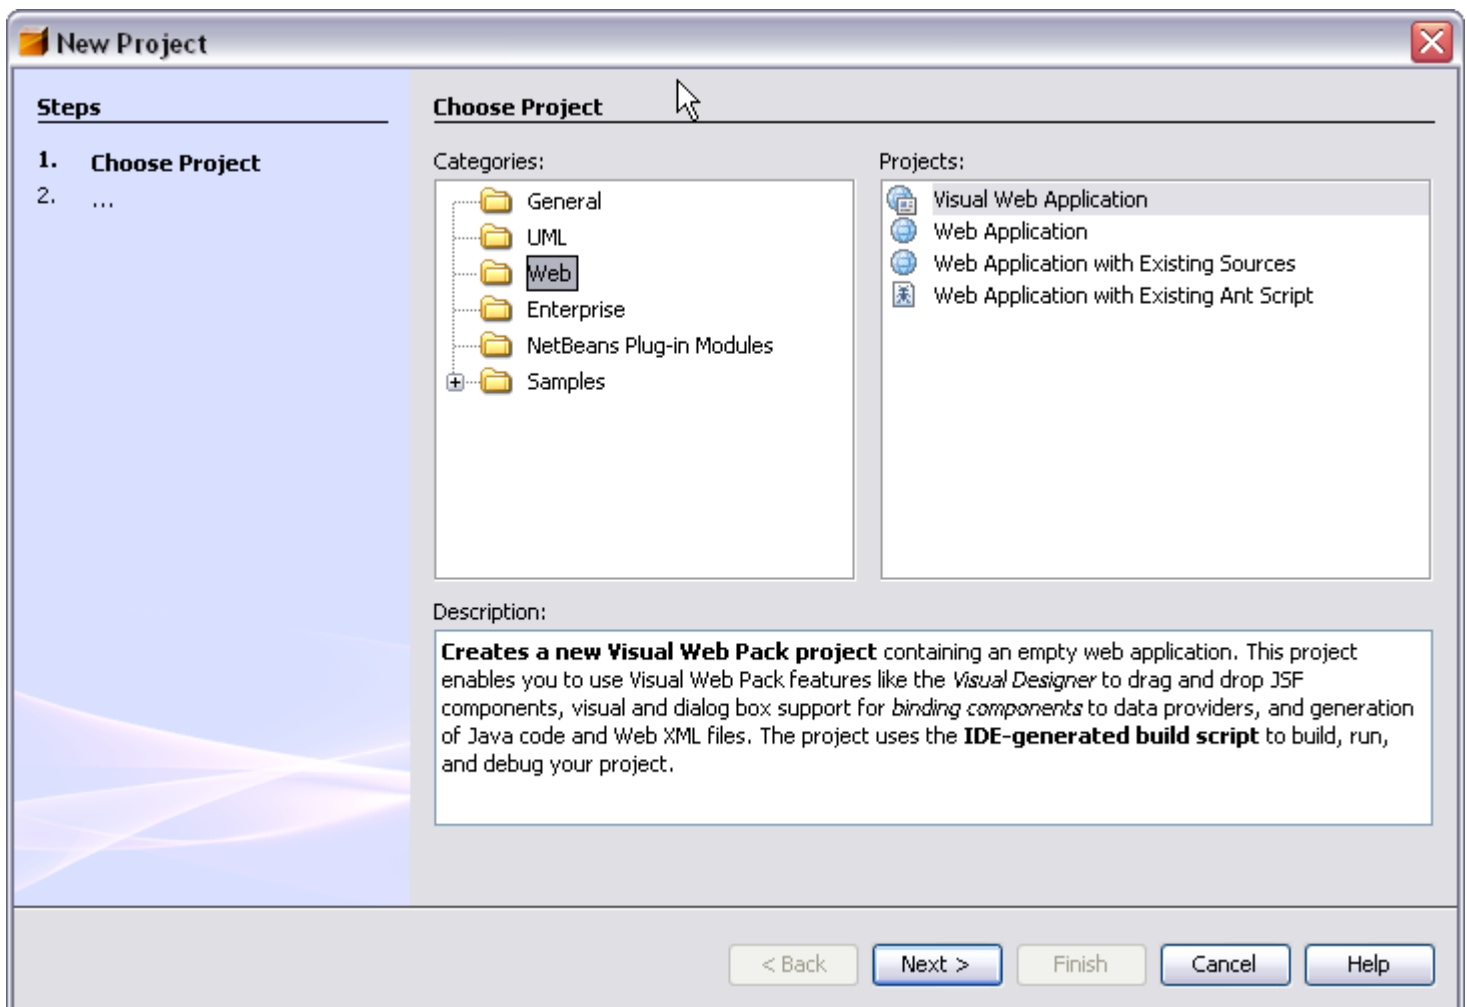 New Project
Steps
1. Choose Project
2. ...
Choose Project
Categories:
General
UML
Web
Enterprise
NetBeans Plug-in Modules
Samples
Projects:
Visual Web Application
Web Application
Web Application with Existing Sources
Web Application with Existing Ant Script
Description:
Creates a new Visual Web Pack project containing an empty web application. This project
enables you to use Visual Web Pack features like the Visual Designer to drag and drop JSF
components, visual and dialog box support for binding components to data providers, and generation
of Java code and Web XML files. The project uses the IDE-generated build script to build, run,
and debug your project.
< Back
Next >
Finish
Cancel
Help